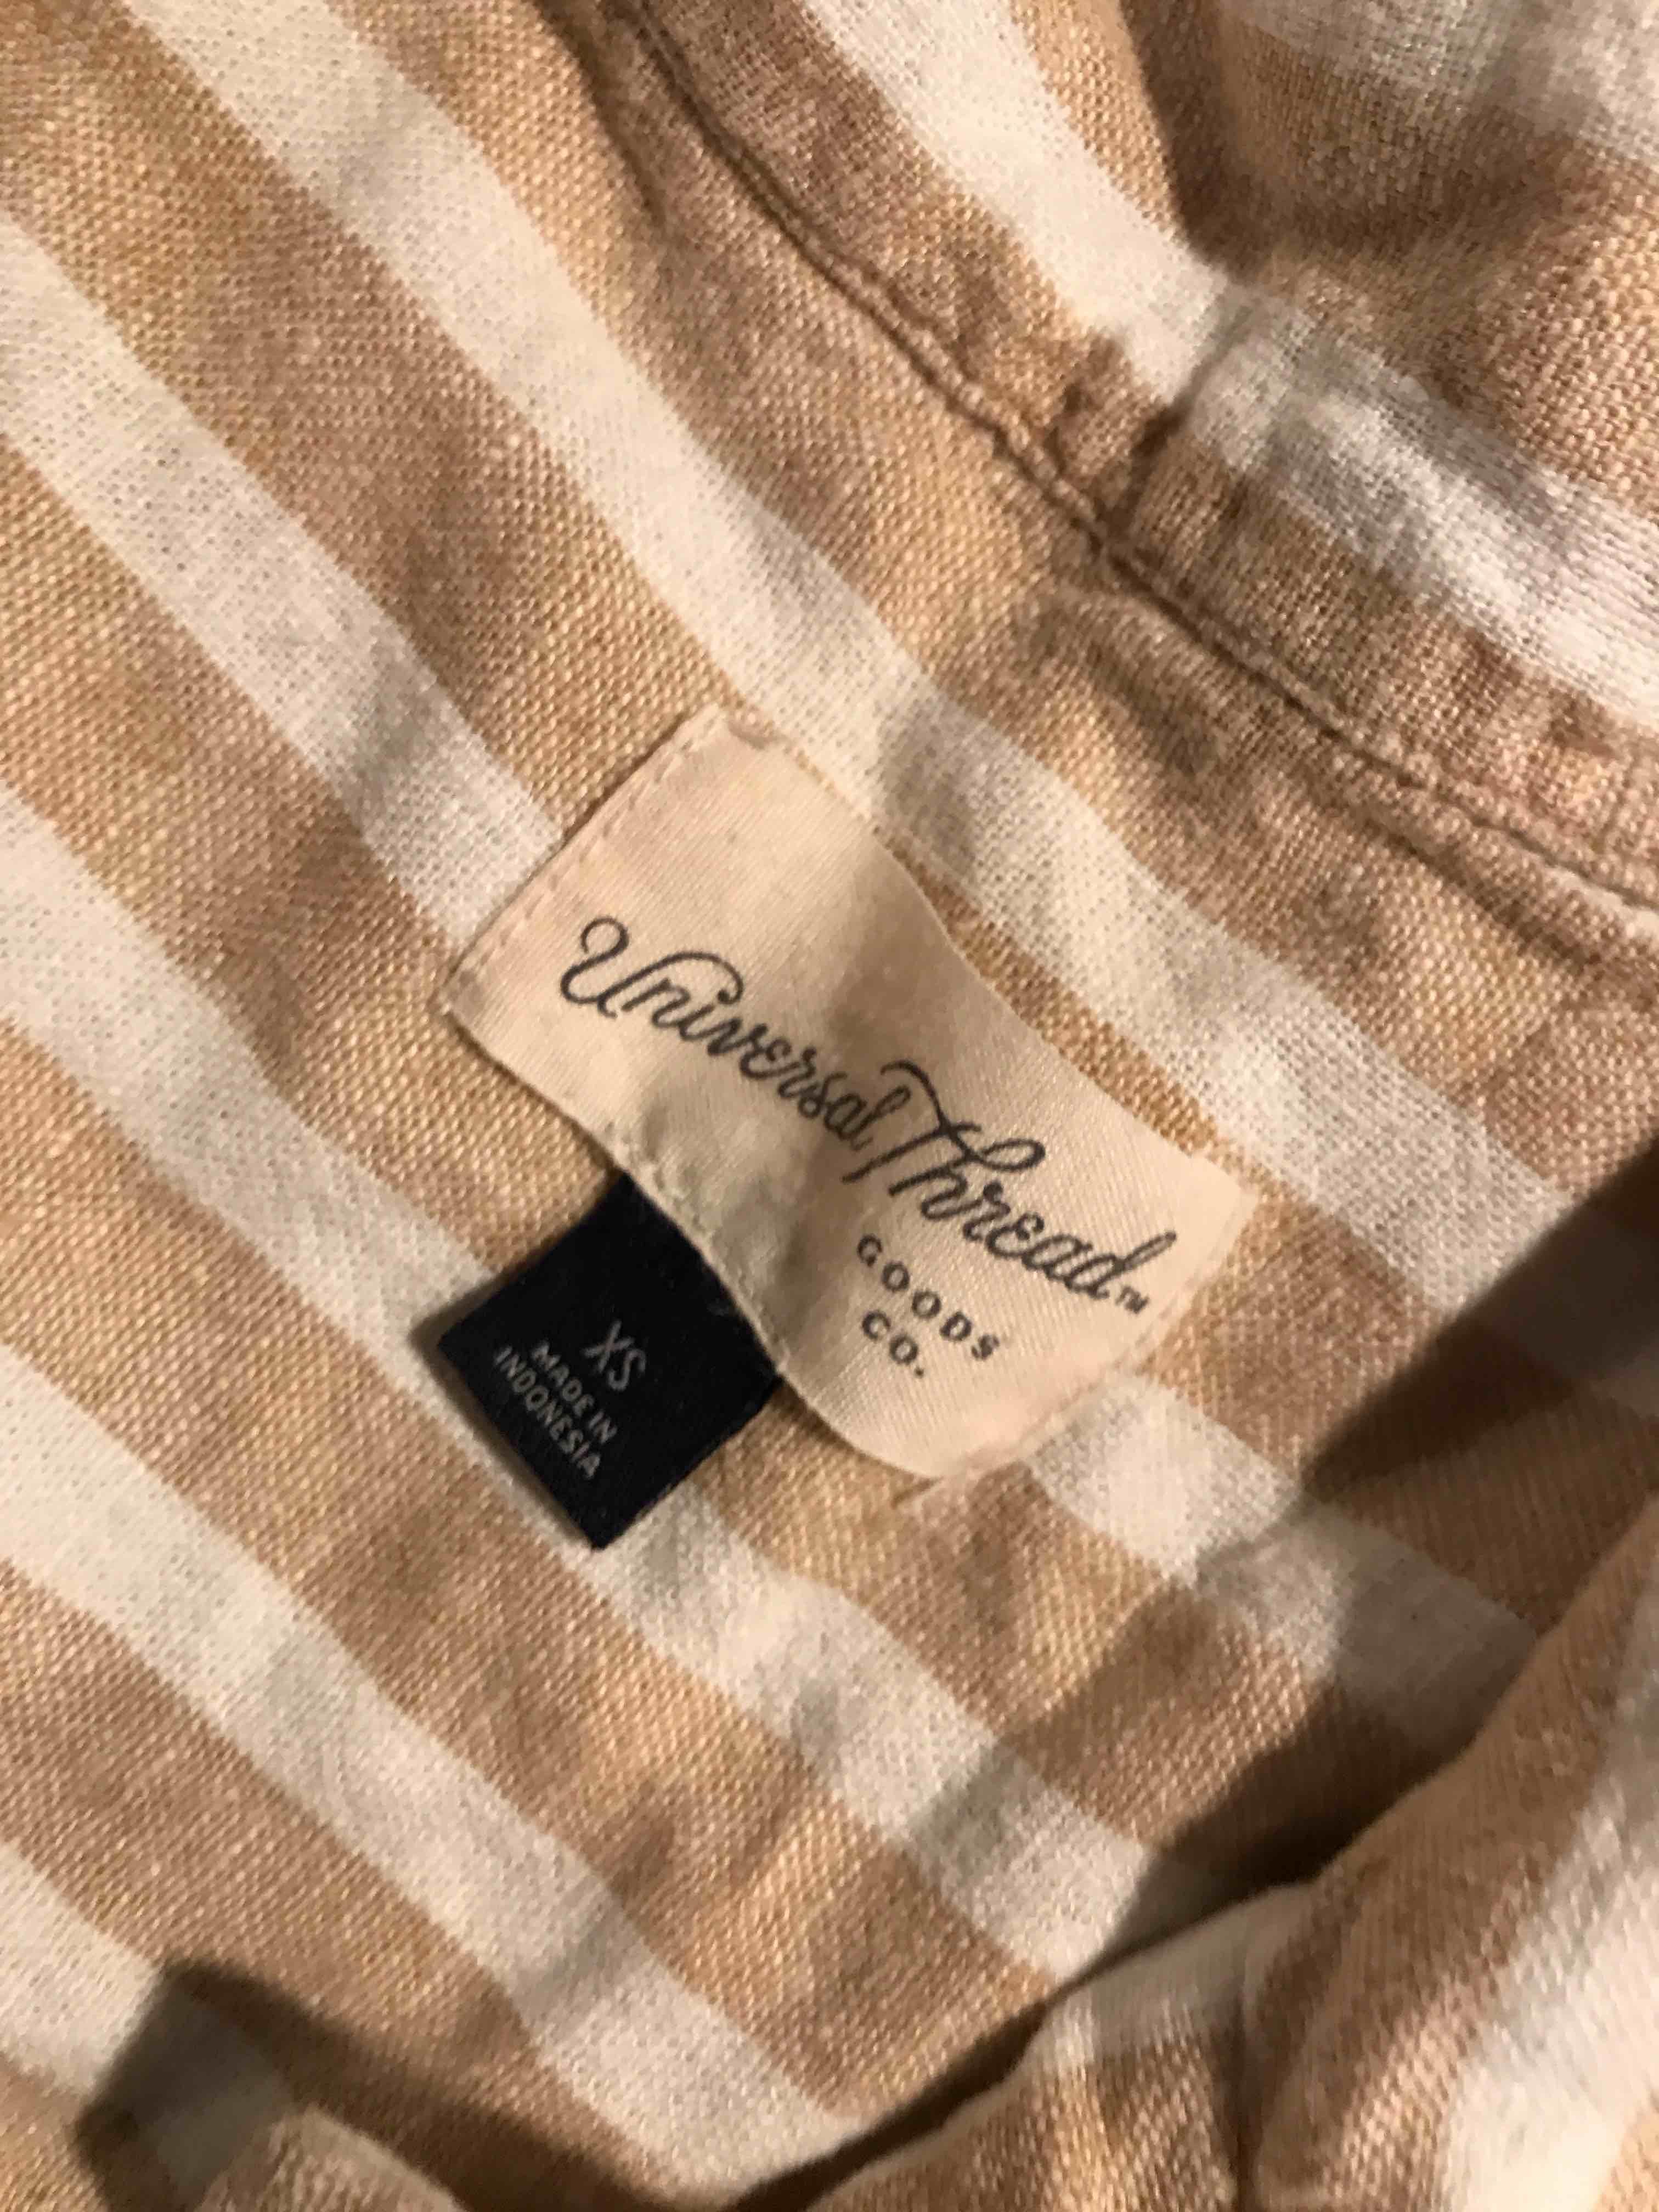 Universal Thread™
GOODS
CO.
XS
MADE IN
INDONESIA